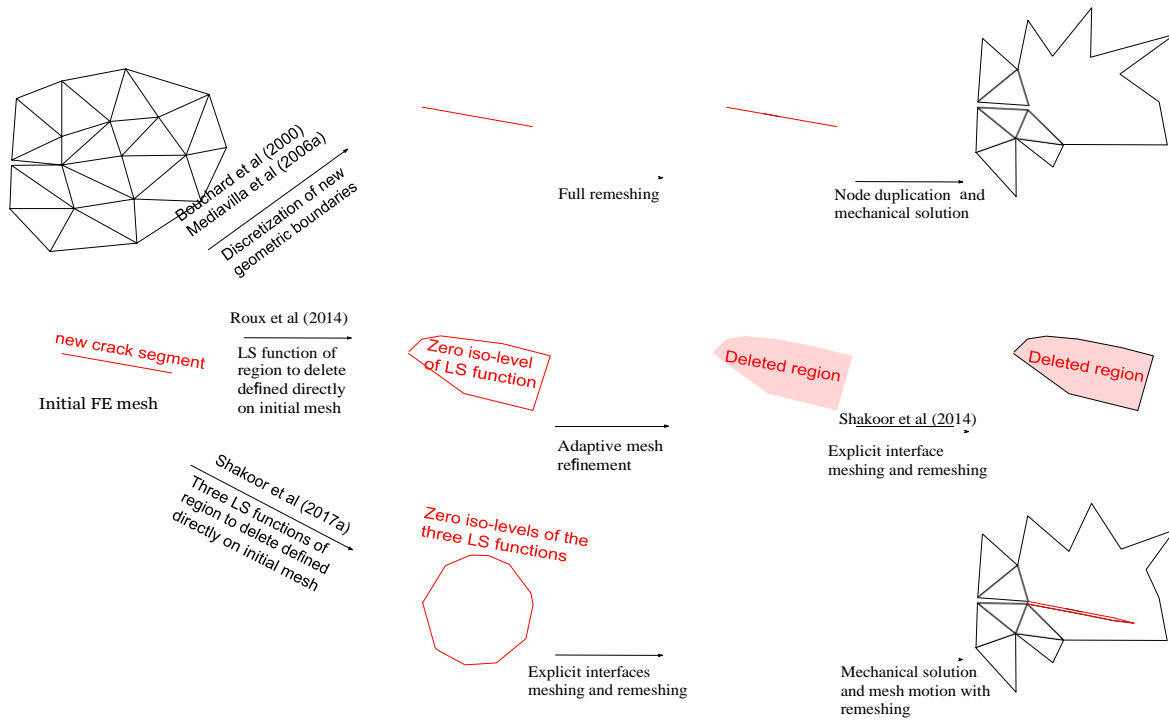 Bouchard et al (2000)
Mediavilla et al (2006a)
Discretization of new
geometric boundaries
Full remeshing
Node duplication and
mechanical solution
new crack segment
Initial FE mesh
Roux et al (2014)
LS function of
region to delete
defined directly
on initial mesh
Zero iso-level
of LS function
Adaptive mesh
refinement
Deleted region
Shakoor et al (2014)
Explicit interface
meshing and remeshing
Deleted region
Shakoor et al (2017a)
Three LS functions of
region to delete defined
directly on initial mesh
Zero iso-levels of the
three LS functions
Explicit interfaces
meshing and remeshing
Mechanical solution
and mesh motion with
remeshing